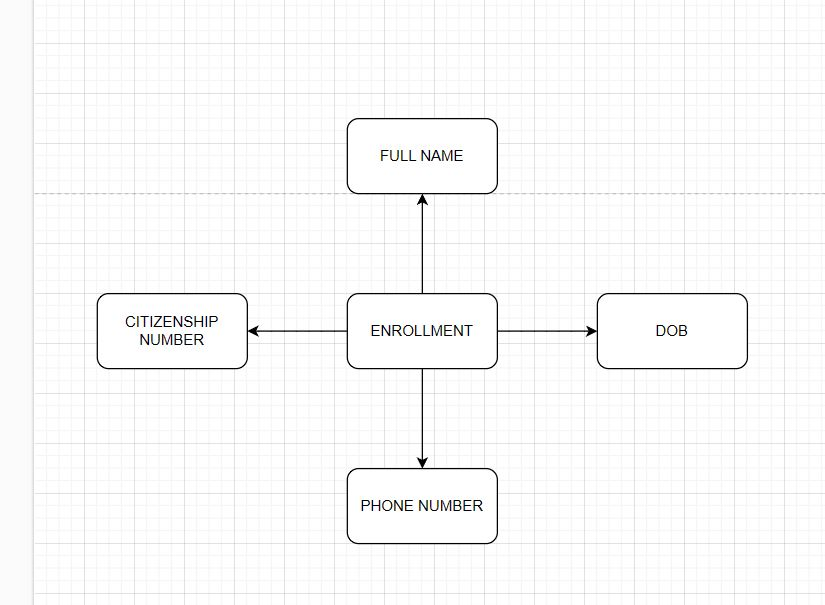 FULL NAME
CITIZENSHIP
NUMBER
ENROLLMENT
DOB
PHONE NUMBER